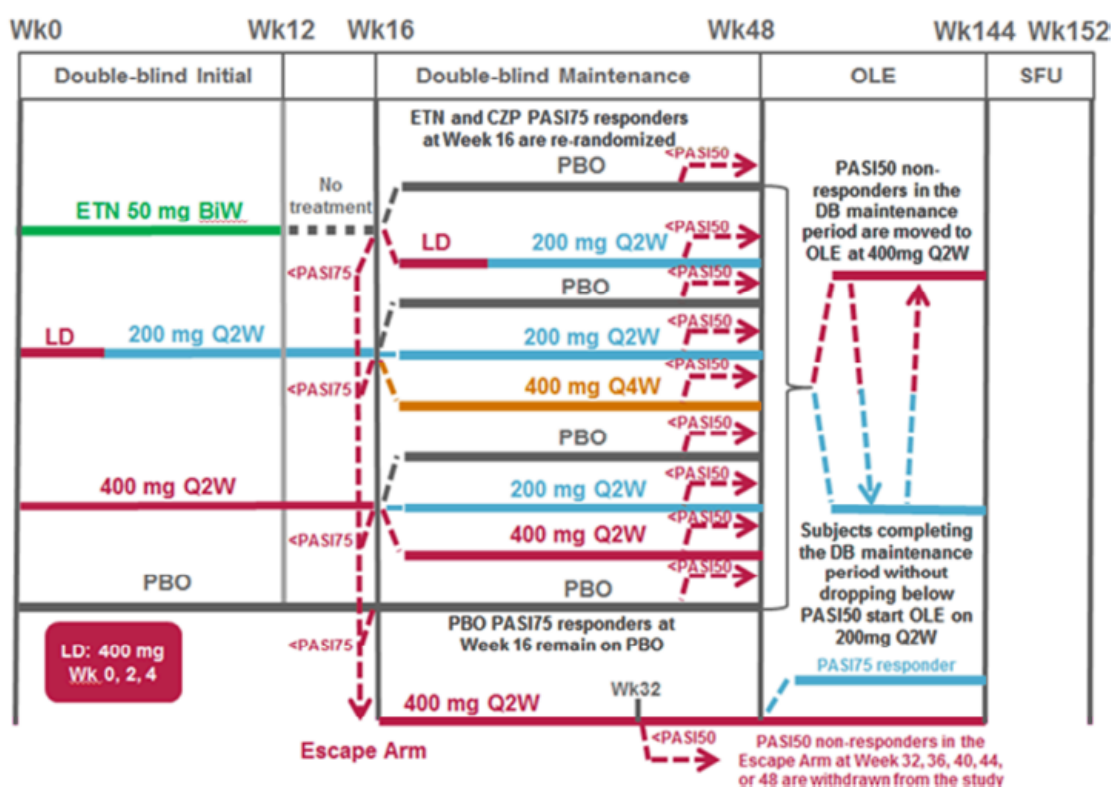 Wk0 Wk12 Wk16 Wk48 Wk144 Wk152
Double-blind Initial Double-blind Maintenance OLE SFU
ETN and CZP PASI75 responders
at Week 16 are re-randomized
<PASI50
PBO
No
treatment
ETN 50 mg BiW
<PASI50
LD 200 mg Q2W
<PASI75
<PASI50
PBO
<PASI50
LD 200 mg Q2W
200 mg Q2W
<PASI50
<PASI75
400 mg Q4W
<PASI50
PBO
<PASI50
400 mg Q2W
200 mg Q2W
<PASI50
<PASI75
400 mg Q2W
<PASI50
PBO
PBO
PASI50 non-
responders in the
DB maintenance
period are moved to
OLE at 400mg Q2W
Subjects completing
the DB maintenance
period without
dropping below
PASI50 start OLE on
200mg Q2W
PBO PASI75 responders at
Week 16 remain on PBO
<PASI75
LD: 400 mg
Wk 0, 2, 4
PASI75 responder
Wk32
400 mg Q2W
Escape Arm
<PASI50
PASI50 non-responders in the
Escape Arm at Week 32, 36, 40, 44,
or 48 are withdrawn from the study